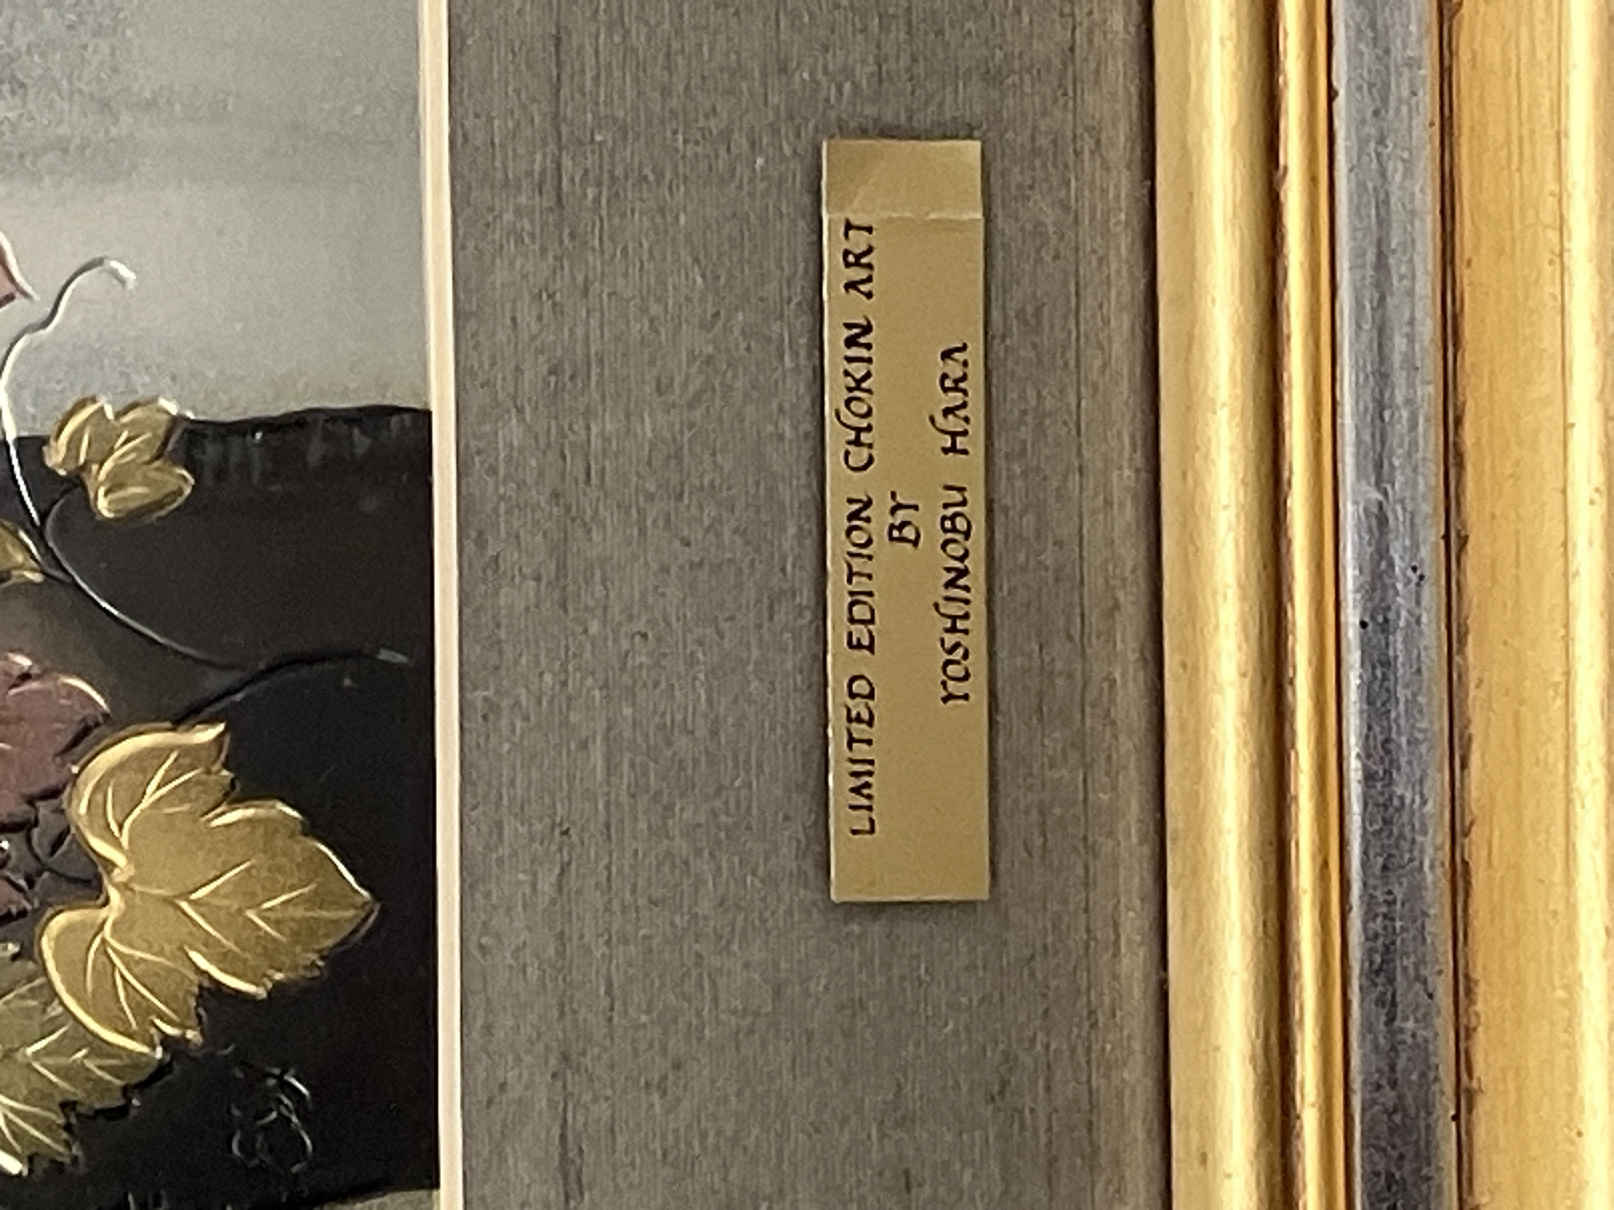 LIMITED EDITION CHOKIN ART
BY
YOSHINOBU HARA